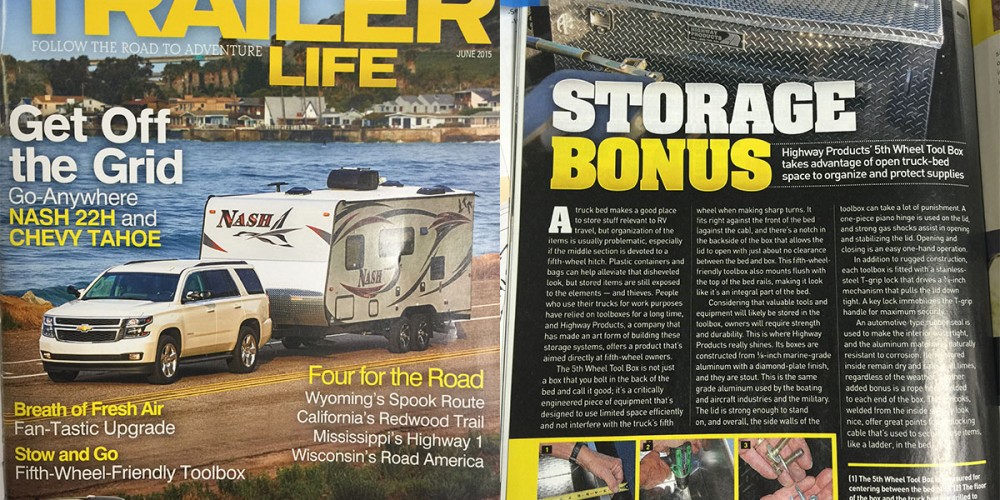 TRAILER
FOLLOW THE ROAD TO ADVENTURE
LIFE
JUNE 2015
Get Off
the Grid
Go-Anywhere
NASH 22H and
CHEVY TAHOE
NASH
NASH
Four for the Road
Wyoming's Spook Route
California's Redwood Trail
Mississippi's Highway 1
Wisconsin's Road America
Breath of Fresh Air
Fan-Tastic Upgrade
Stow and Go
Fifth-Wheel-Friendly Toolbox
HIGHWAY
PRODUCTS
STORAGE
BONUS
Highway Products' 5th Wheel Tool Box
takes advantage of open truck-bed
space to organize and protect supplies
A truck bed makes a good place
to store stuff relevant to RV
travel, but organization of the
items is usually problematic, especially
if the middle section is devoted to a
fifth-wheel hitch. Plastic containers and
bags can help alleviate that disheveled
look, but stored items are still exposed
to the elements — and thieves. People
who use their trucks for work purposes
have relied on toolboxes for a long time,
and Highway Products, a company that
has made an art form of building these
storage systems, offers a product that's
aimed directly at fifth-wheel owners.
The 5th Wheel Tool Box is not just
a box that you bolt in the back of the
bed and call it good; it's a critically
engineered piece of equipment that's
designed to use limited space efficiently
and not interfere with the truck's fifth
wheel when making sharp turns. It
fits right against the front of the bed
(against the cab), and there's a notch in
the backside of the box that allows the
lid to open with just about no clearance
between the bed and box. This fifth-wheel-
friendly toolbox also mounts flush with
the top of the bed rails, making it look
like it's an integral part of the bed.
Considering that valuable tools and
equipment will likely be stored in the
toolbox, owners will require strength
and durability. This is where Highway
Products really shines. Its boxes are
constructed from ⅛-inch marine-grade
aluminum with a diamond-plate finish,
and they are stout. This is the same
grade aluminum used by the boating
and aircraft industries and the military.
The lid is strong enough to stand
on, and overall, the side walls of the
toolbox can take a lot of punishment. A
one-piece piano hinge is used on the lid,
and strong gas shocks assist in opening
and stabilizing the lid. Opening and
closing is an easy one-hand operation.
In addition to rugged construction,
each toolbox is fitted with a stainless-
steel T-grip lock that drives a
mechanism that pulls the lid down
tight. A key lock immobilizes the T-grip
handle for maximum security.
An automotive-type seal is
used to make the interior watertight,
and the aluminum material is naturally
resistant to corrosion. stored
inside remain dry and times,
regardless of the weather. Another
added bonus is a rope welded
to each end of the box. hooks,
welded from the inside look
nice, offer great points locking
cable that's used to items,
like a ladder, in the bed.
1
2
3
(1) The 5th Wheel Tool Box is measured for
centering between the bed (2) The floor
of the box and the truck bed drilled to